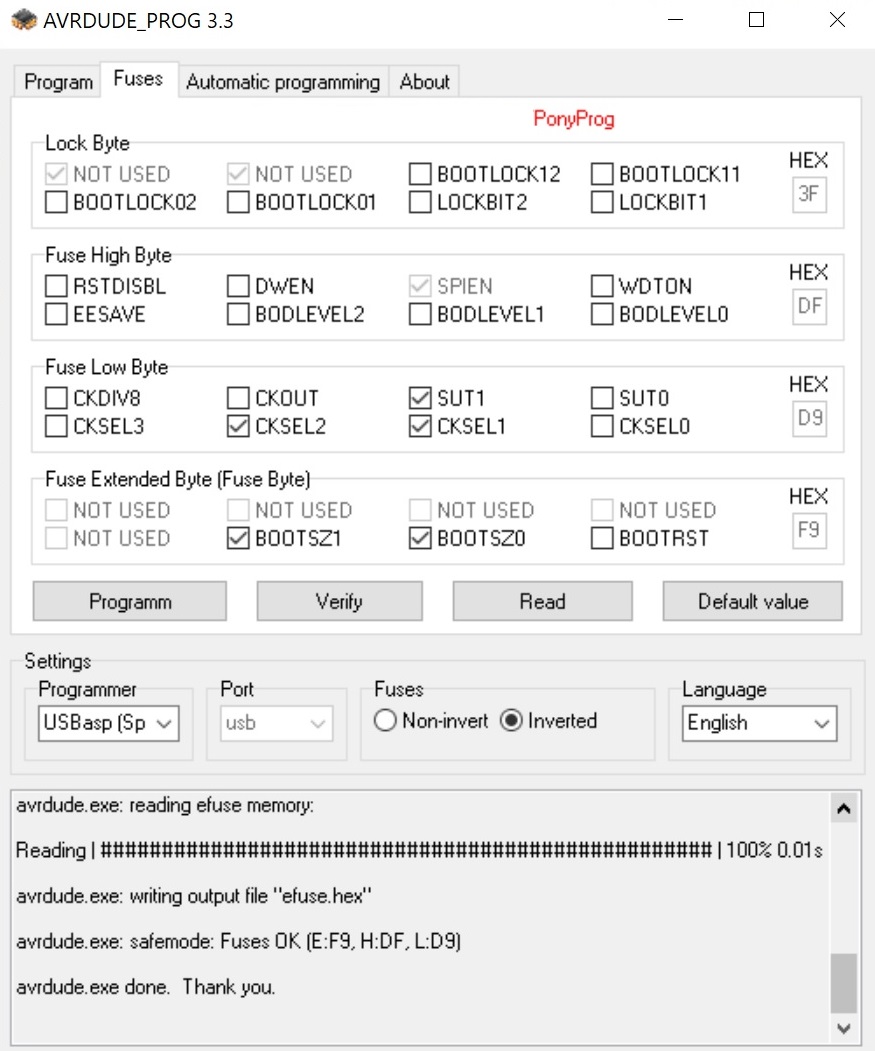 AVRDUDE_PROG 3.3
Program Fuses Automatic programming About
PonyProg
Lock Byte
NOT USED NOT USED BOOTLOCK12 BOOTLOCK11 HEX
BOOTLOCK02 BOOTLOCK01 LOCKBIT2 LOCKBIT1 3F
Fuse High Byte
RSTDISBL DWEN SPIEN WDTON HEX
EESAVE BODLEVEL2 BODLEVEL1 BODLEVEL0 DF
Fuse Low Byte
CKDIV8 CKOUT SUT1 SUT0 HEX
CKSEL3 CKSEL2 CKSEL1 CKSEL0 D9
Fuse Extended Byte (Fuse Byte)
NOT USED NOT USED NOT USED NOT USED HEX
NOT USED BOOTSZ1 BOOTSZ0 BOOTRST F9
Programm Verify Read Default value
Settings
Programmer Port Fuses Language
USBasp (Sp usb Non-invert Inverted English
avrdude.exe: reading efuse memory:
Reading | ################################################## | 100% 0.01s
avrdude.exe: writing output file "efuse.hex"
avrdude.exe: safemode: Fuses OK (E:F9, H:DF, L:D9)
avrdude.exe done. Thank you.